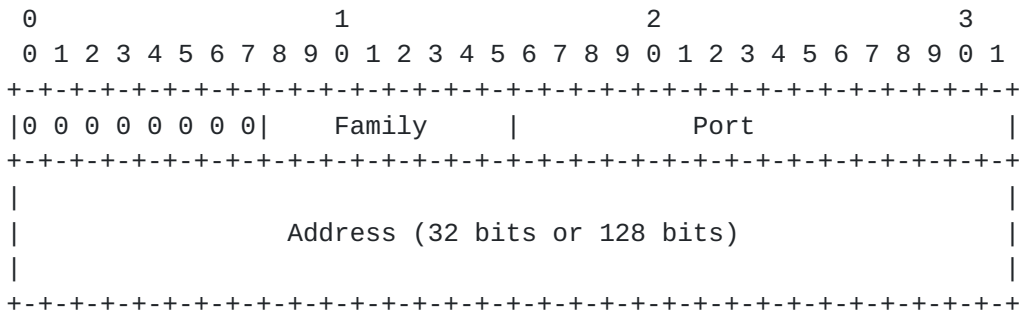 0                   1                   2                   3
 0 1 2 3 4 5 6 7 8 9 0 1 2 3 4 5 6 7 8 9 0 1 2 3 4 5 6 7 8 9 0 1
+-+-+-+-+-+-+-+-+-+-+-+-+-+-+-+-+-+-+-+-+-+-+-+-+-+-+-+-+-+-+-+-+
|0 0 0 0 0 0 0 0|    Family     |           Port                |
+-+-+-+-+-+-+-+-+-+-+-+-+-+-+-+-+-+-+-+-+-+-+-+-+-+-+-+-+-+-+-+-+
|                                                               |
|                 Address (32 bits or 128 bits)                 |
|                                                               |
+-+-+-+-+-+-+-+-+-+-+-+-+-+-+-+-+-+-+-+-+-+-+-+-+-+-+-+-+-+-+-+-+